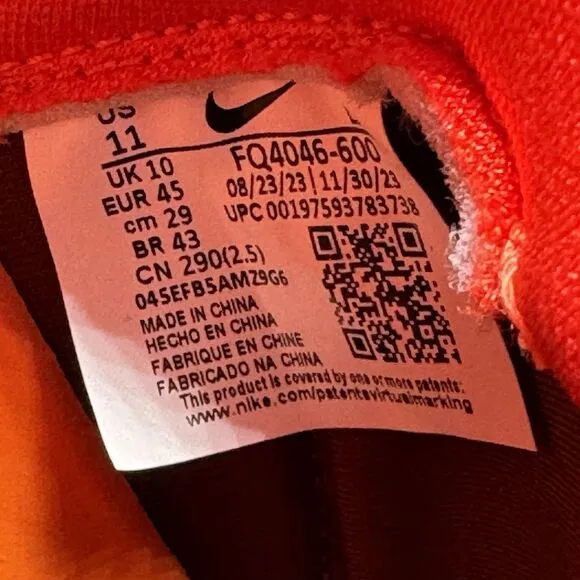 US
11
UK 10
EUR 45
cm 29
BR 43
CN 290(2.5)
045EFB5AMZ9G6
FQ4046-600
08/23/23 | 11/30/23
UPC 00197593783738
MADE IN CHINA
HECHO EN CHINA
FABRIQUE EN CHINE
FABRICADO NA CHINA
This product is covered by one or more patents:
www.nike.com/patentsvirtualmarking